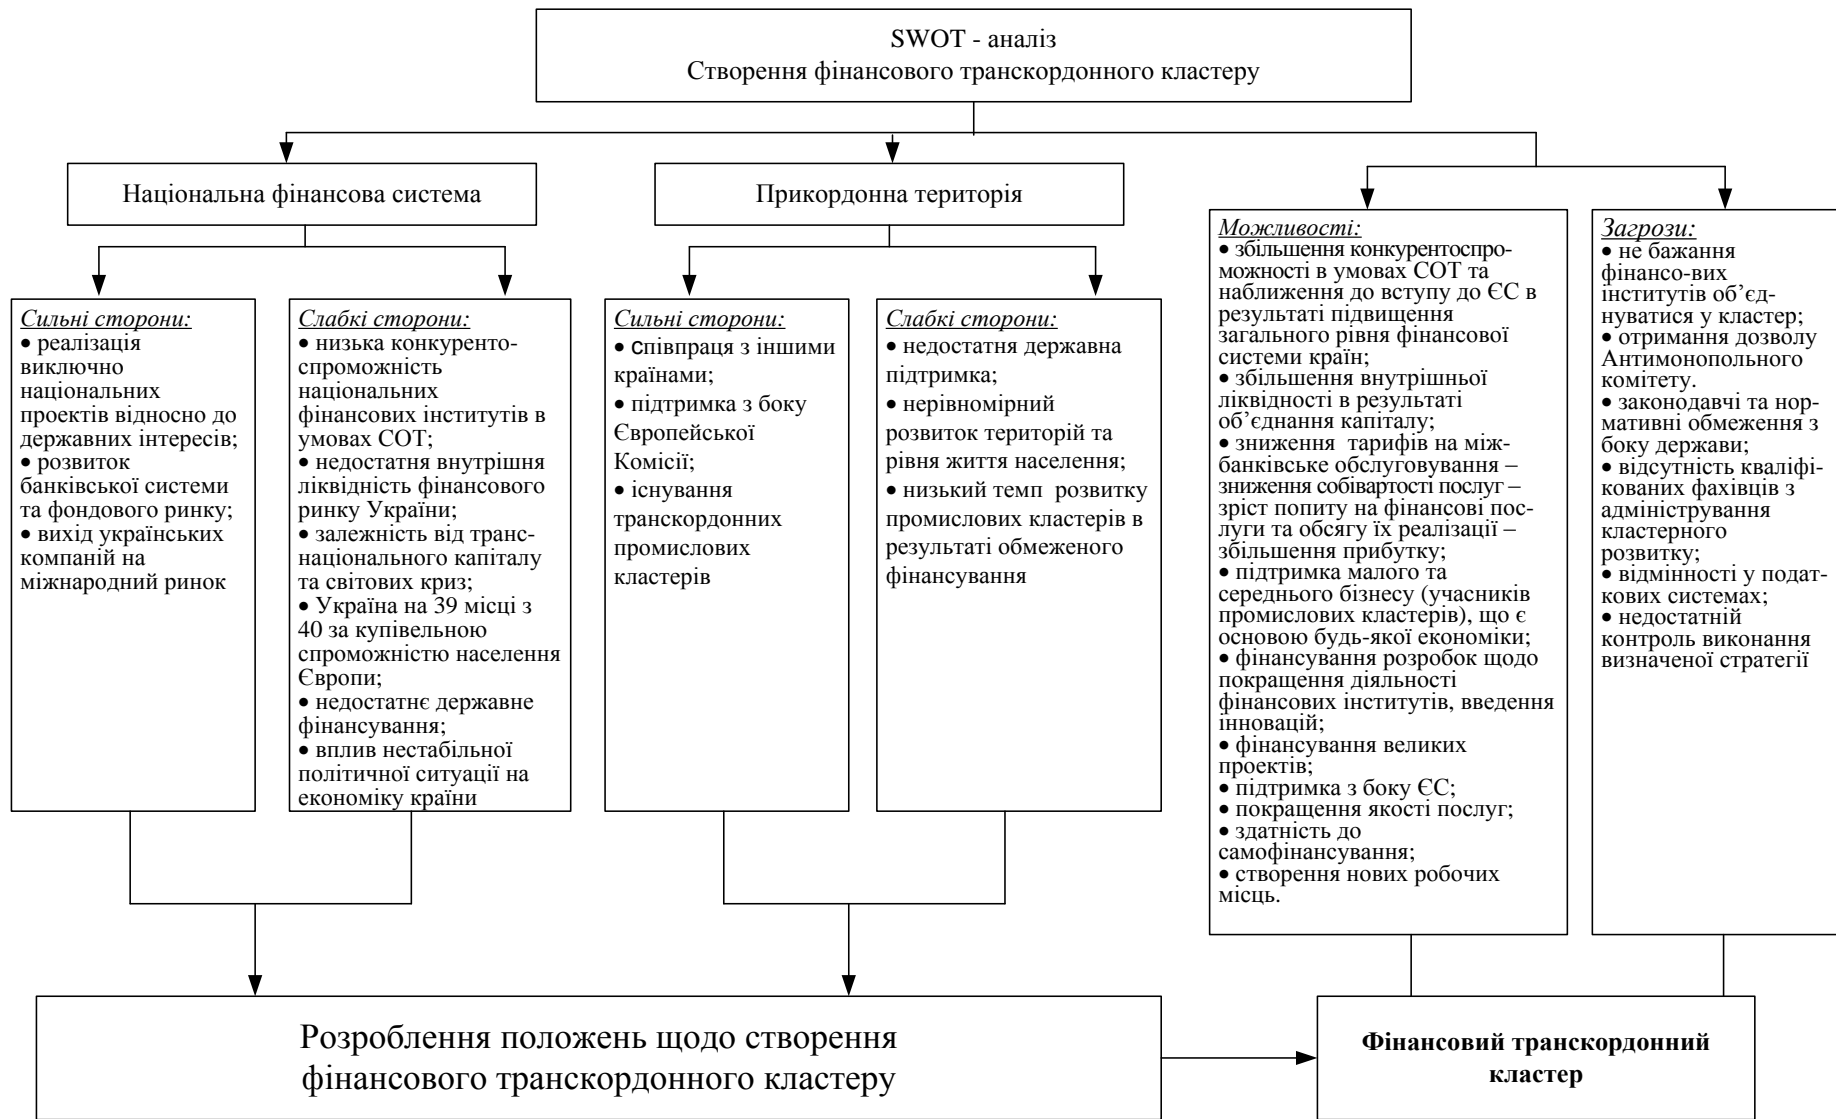 SWOT - аналіз
Створення фінансового транскордонного кластеру
Національна фінансова система
Прикордонна територія
Сильні сторони:
• реалізація
виключно
національних
проектів відносно до
державних інтересів;
• розвиток
банківської системи
та фондового ринку;
• вихід українських
компаній на
міжнародний ринок
Слабкі сторони:
• низька конкуренто-
спроможність
національних
фінансових інститутів в
умовах СОТ;
• недостатня внутрішня
ліквідність фінансового
ринку України;
• залежність від транс-
національного капіталу
та світових криз;
• Україна на 39 місці з
40 за купівельною
спроможністю населення
Європи;
• недостатнє державне
фінансування;
• вплив нестабільної
політичної ситуації на
економіку країни
Сильні сторони:
• співпраця з іншими
країнами;
• підтримка з боку
Європейської
Комісії;
• існування
транскордонних
промислових
кластерів
Слабкі сторони:
• недостатня державна
підтримка;
• нерівномірний
розвиток територій та
рівня життя населення;
• низький темп розвитку
промислових кластерів в
результаті обмеженого
фінансування
Можливості:
• збільшення конкурентоспро-
можності в умовах СОТ та
наближення до вступу до ЄС в
результаті підвищення
загального рівня фінансової
системи країн;
• збільшення внутрішньої
ліквідності в результаті
об’єднання капіталу;
• зниження тарифів на між-
банківське обслуговування –
зниження собівартості послуг –
зріст попиту на фінансові пос-
луги та обсягу їх реалізації –
збільшення прибутку;
• підтримка малого та
середнього бізнесу (учасників
промислових кластерів), що є
основою будь-якої економіки;
• фінансування розробок щодо
покращення діяльності
фінансових інститутів, введення
інновацій;
• фінансування великих
проектів;
• підтримка з боку ЄС;
• покращення якості послуг;
• здатність до
самофінансування;
• створення нових робочих
місць.
Загрози:
• не бажання
фінансо-вих
інститутів об’єд-
нуватися у кластер;
• отримання дозволу
Антимонопольного
комітету.
• законодавчі та нор-
мативні обмеження з
боку держави;
• відсутність кваліфі-
кованих фахівців з
адміністрування
кластерного
розвитку;
• відмінності у подат-
кових системах;
• недостатній
контроль виконання
визначеної стратегії
Розроблення положень щодо створення
фінансового транскордонного кластеру
Фінансовий транскордонний
кластер